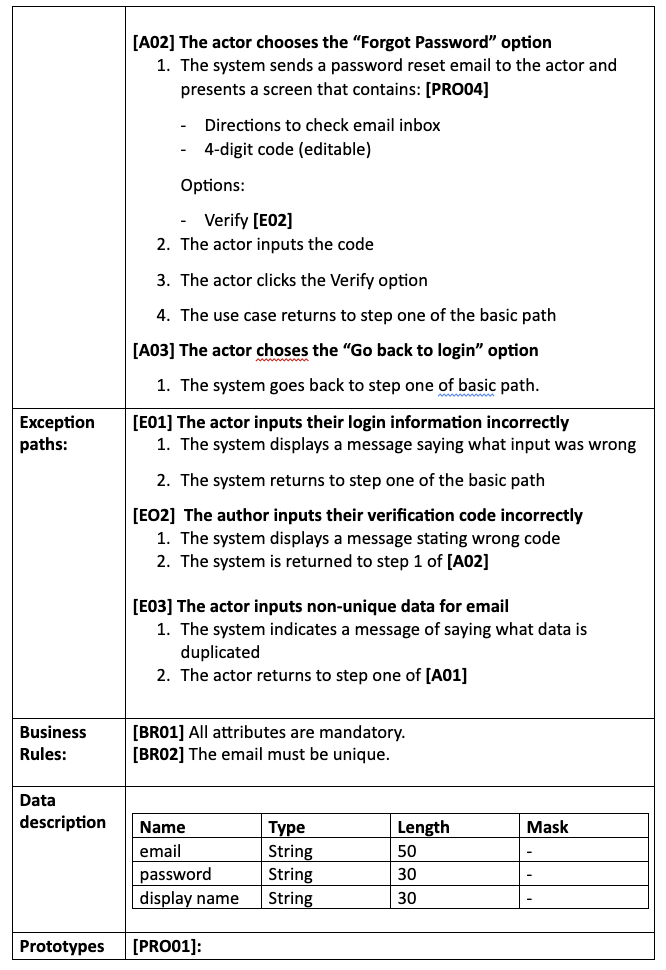 [A02] The actor chooses the “Forgot Password” option
1. The system sends a password reset email to the actor and
presents a screen that contains: [PRO04]
- Directions to check email inbox
- 4-digit code (editable)
Options:
- Verify [E02]
2. The actor inputs the code
3. The actor clicks the Verify option
4. The use case returns to step one of the basic path
[A03] The actor choses the “Go back to login” option
1. The system goes back to step one of basic path.
Exception
paths:
[E01] The actor inputs their login information incorrectly
1. The system displays a message saying what input was wrong
2. The system returns to step one of the basic path
[EO2]  The author inputs their verification code incorrectly
1. The system displays a message stating wrong code
2. The system is returned to step 1 of [A02]
[E03] The actor inputs non-unique data for email
1. The system indicates a message of saying what data is
duplicated
2. The actor returns to step one of [A01]
Business
Rules:
[BR01] All attributes are mandatory.
[BR02] The email must be unique.
Data
description
Name Type Length Mask
email String 50 -
password String 30 -
display name String 30 -
Prototypes [PRO01]: